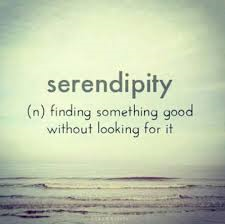 serendipity
(n) finding something good
without looking for it